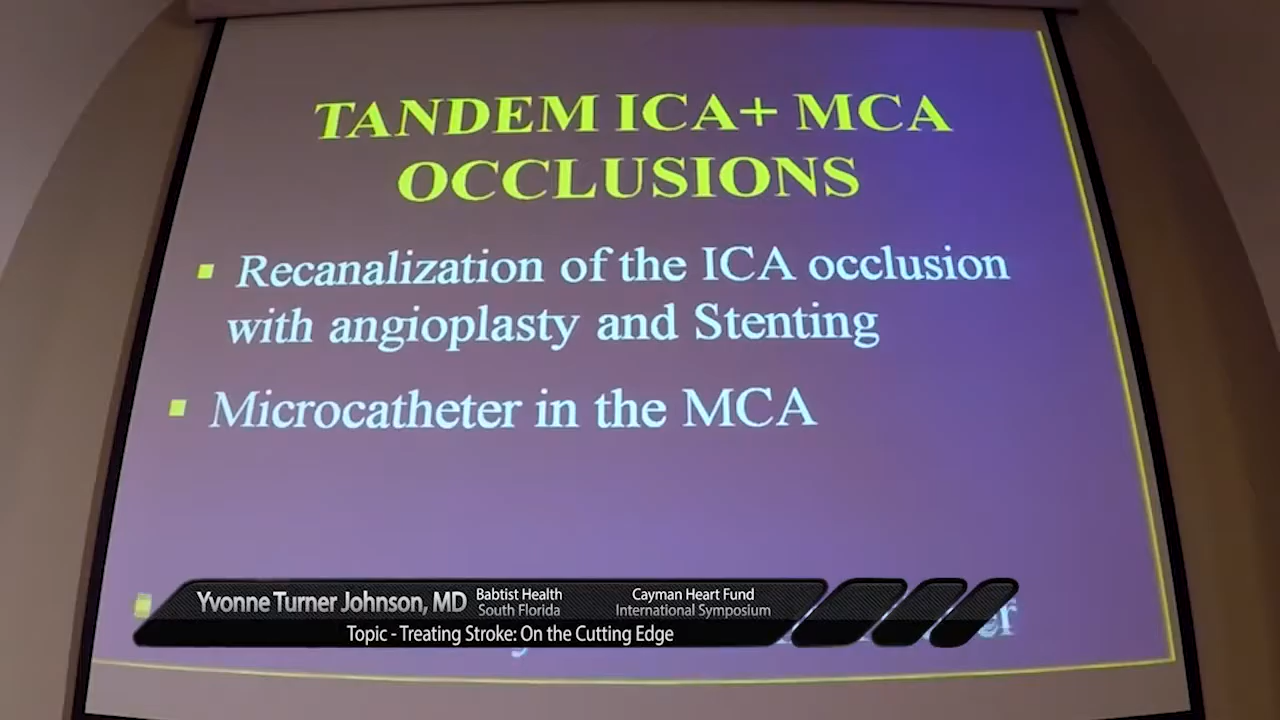 TANDEM ICA+ MCA
OCCLUSIONS
Recanalization of the ICA occlusion
with angioplasty and Stenting
Microcatheter in the MCA
Yvonne Turner Johnson, MD
Babtist Health
South Florida
Cayman Heart Fund
International Symposium
Topic - Treating Stroke: On the Cutting Edge